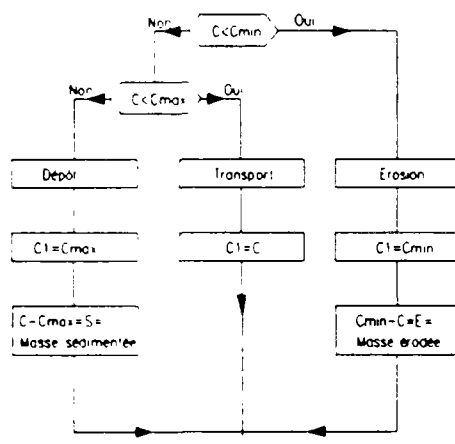 Non
C<Cmin
Oui
Non
C<Cmax
Oui
Dépôt
Transport
Erosion
C1=Cmax
C1=C
C1=Cmin
C-Cmax=S=
Masse sédimentée
Cmin-C=E=
Masse érodée